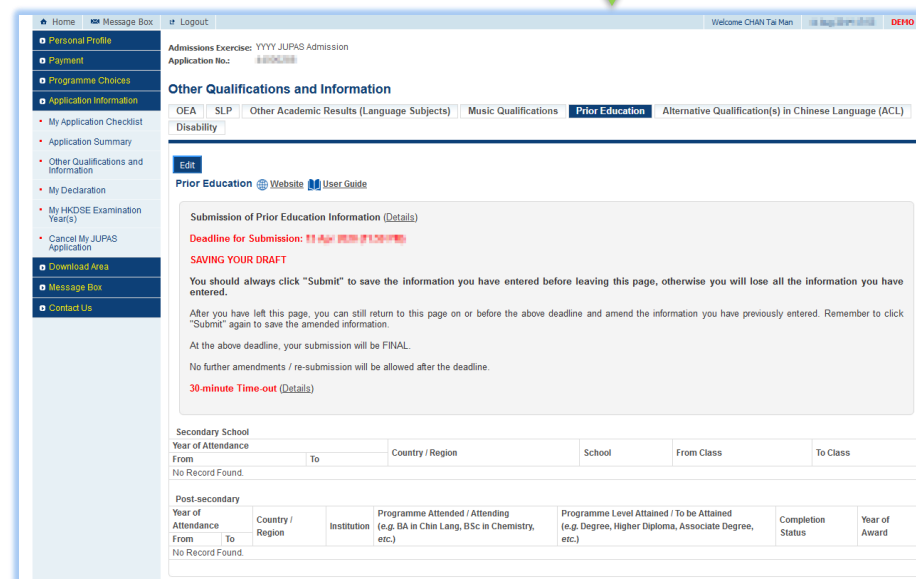 Home Message Box Logout Welcome CHAN Tai Man DEMO
Personal Profile
Payment
Programme Choices
Application Information
My Application Checklist
Application Summary
Other Qualifications and
Information
My Declaration
My HKDSE Examination
Year(s)
Cancel My JUPAS
Application
Download Area
Message Box
Contact Us
Admissions Exercise: YYYY JUPAS Admission
Application No.:
Other Qualifications and Information
OEA SLP Other Academic Results (Language Subjects) Music Qualifications Prior Education Alternative Qualification(s) in Chinese Language (ACL)
Disability
Edit
Prior Education Website User Guide
Submission of Prior Education Information (Details)
Deadline for Submission:
SAVING YOUR DRAFT
You should always click "Submit" to save the information you have entered before leaving this page, otherwise you will lose all the information you have
entered.
After you have left this page, you can still return to this page on or before the above deadline and amend the information you have previously entered. Remember to click
"Submit" again to save the amended information.
At the above deadline, your submission will be FINAL.
No further amendments / re-submission will be allowed after the deadline.
30-minute Time-out (Details)
Secondary School
Year of Attendance
From To Country / Region School From Class To Class
No Record Found.
Post-secondary
Year of
Attendance
From To
Country /
Region
Institution
Programme Attended / Attending
(e.g. BA in Chin Lang, BSc in Chemistry,
etc.)
Programme Level Attained / To be Attained
(e.g. Degree, Higher Diploma, Associate Degree,
etc.)
Completion
Status
Year of
Award
No Record Found.